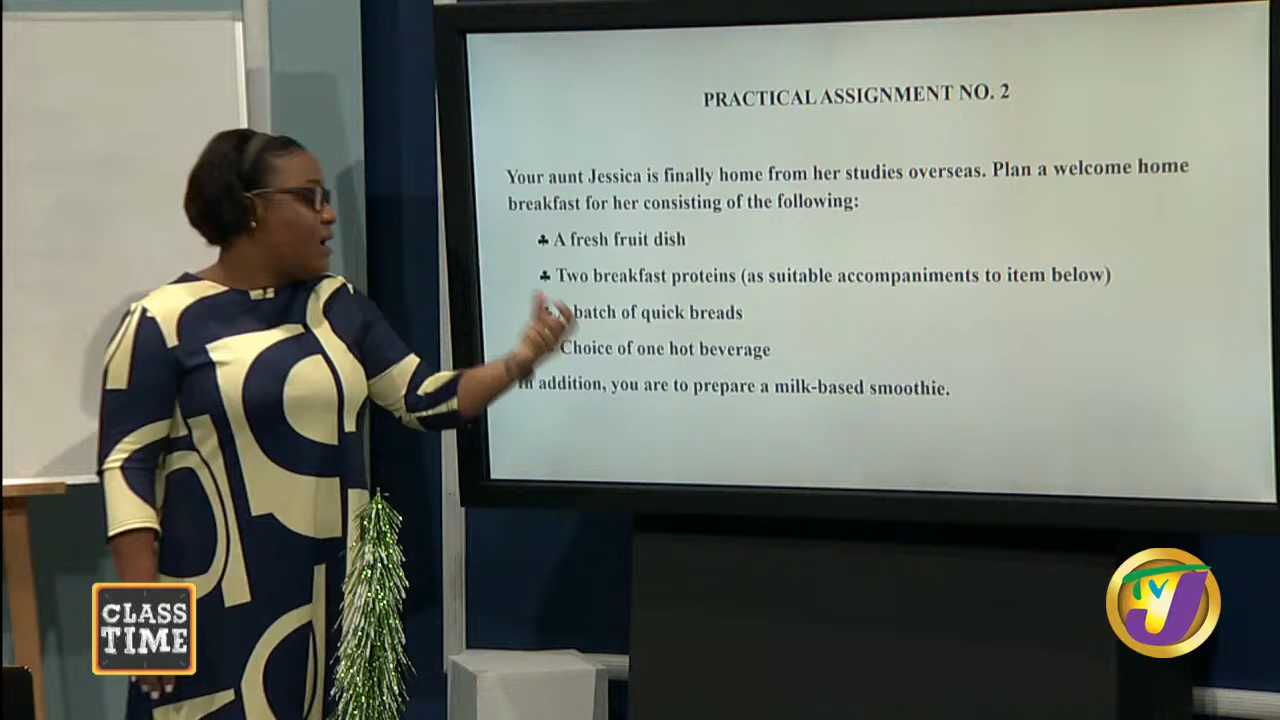 PRACTICAL ASSIGNMENT NO. 2
Your aunt Jessica is finally home from her studies overseas. Plan a welcome home
breakfast for her consisting of the following:
♣ A fresh fruit dish
♣ Two breakfast proteins (as suitable accompaniments to item below)
batch of quick breads
Choice of one hot beverage
In addition, you are to prepare a milk-based smoothie.
CLASS
TIME
TVJ